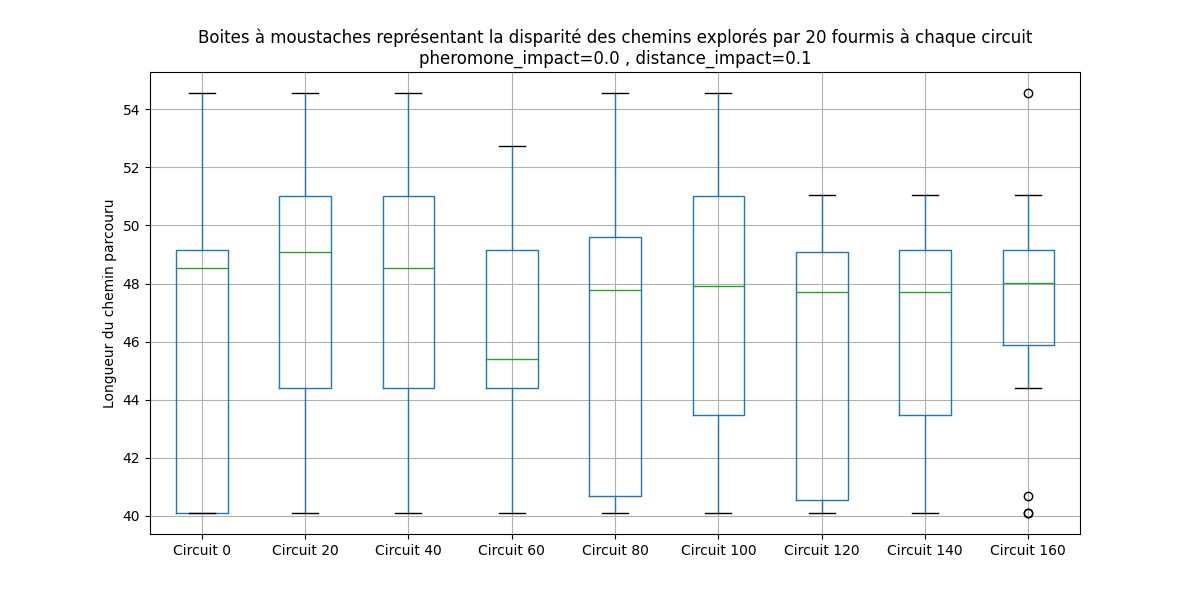 Boites à moustaches représentant la disparité des chemins explorés par 20 fourmis à chaque circuit
pheromone_impact=0.0 , distance_impact=0.1
Longueur du chemin parcouru
54
52
50
48
46
44
42
40
Circuit 0 Circuit 20 Circuit 40 Circuit 60 Circuit 80 Circuit 100 Circuit 120 Circuit 140 Circuit 160